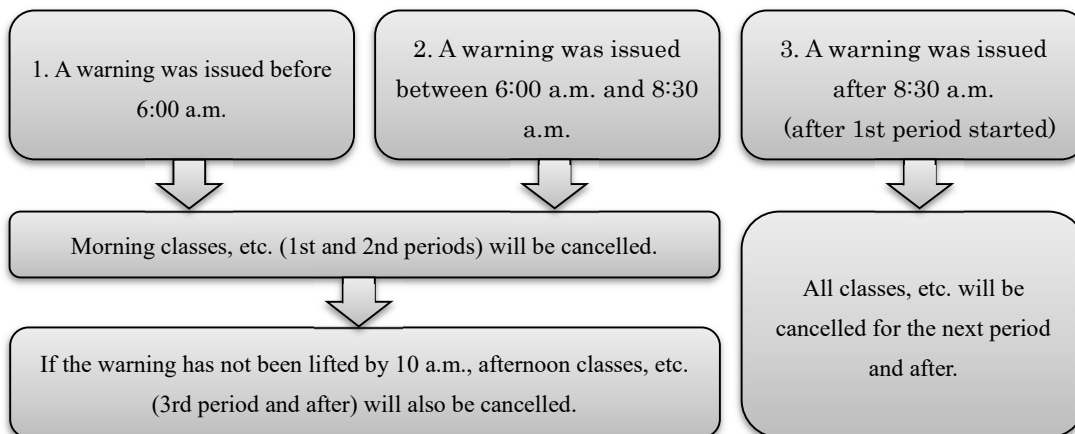 1. A warning was issued before
6:00 a.m.
2. A warning was issued
between 6:00 a.m. and 8:30
a.m.
3. A warning was issued
after 8:30 a.m.
(after 1st period started)
Morning classes, etc. (1st and 2nd periods) will be cancelled.
If the warning has not been lifted by 10 a.m., afternoon classes, etc.
(3rd period and after) will also be cancelled.
All classes, etc. will be
cancelled for the next period
and after.